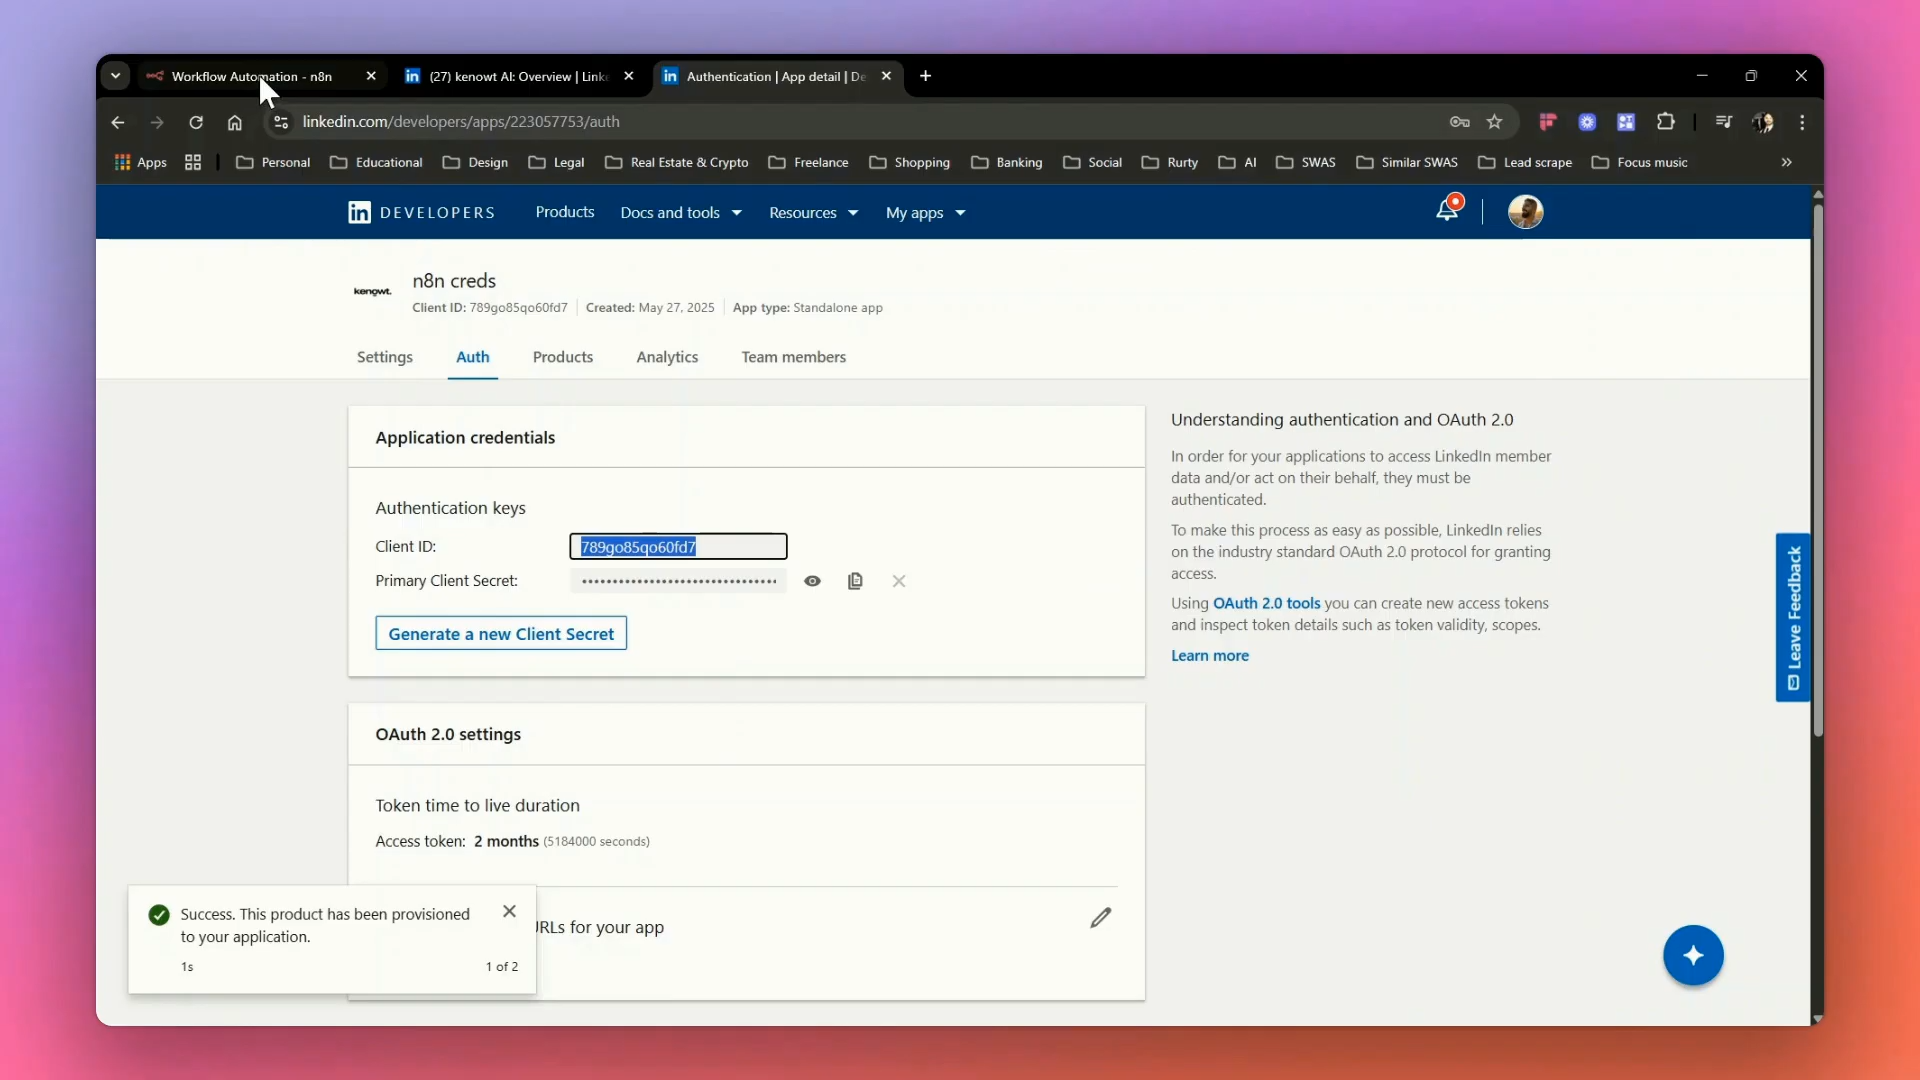 Workflow Automation - n8n
(27) kenowt AI: Overview | Linke
Authentication | App detail | De
linkedin.com/developers/apps/223057753/auth
Apps
Personal
Educational
Design
Legal
Real Estate & Crypto
Freelance
Shopping
Banking
Social
Rurty
AI
SWAS
Similar SWAS
Lead scrape
Focus music
in DEVELOPERS
Products
Docs and tools
Resources
My apps
kenowt.
n8n creds
Client ID: 789go85qo60fd7
Created: May 27, 2025
App type: Standalone app
Settings
Auth
Products
Analytics
Team members
Application credentials
Authentication keys
Client ID:
789go85qo60fd7
Primary Client Secret:
Generate a new Client Secret
OAuth 2.0 settings
Token time to live duration
Access token: 2 months (5184000 seconds)
URLs for your app
Success. This product has been provisioned
to your application.
1s
1 of 2
Understanding authentication and OAuth 2.0
In order for your applications to access LinkedIn member
data and/or act on their behalf, they must be
authenticated.
To make this process as easy as possible, LinkedIn relies
on the industry standard OAuth 2.0 protocol for granting
access.
Using OAuth 2.0 tools you can create new access tokens
and inspect token details such as token validity, scopes.
Learn more
Leave Feedback